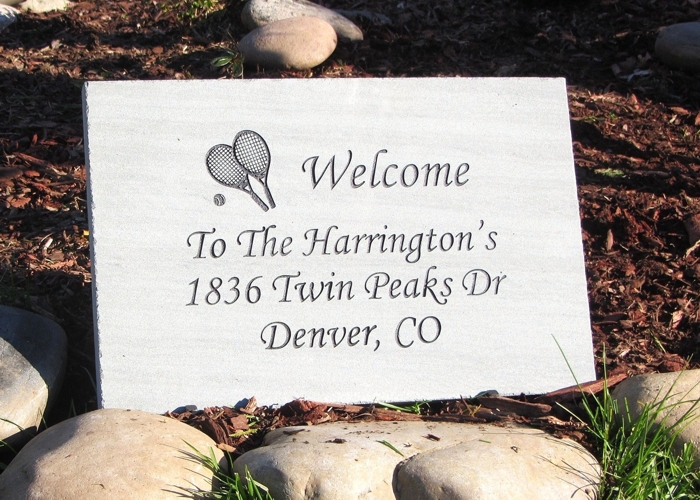 Welcome
To The Harrington's
1836 Twin Peaks Dr
Denver, CO